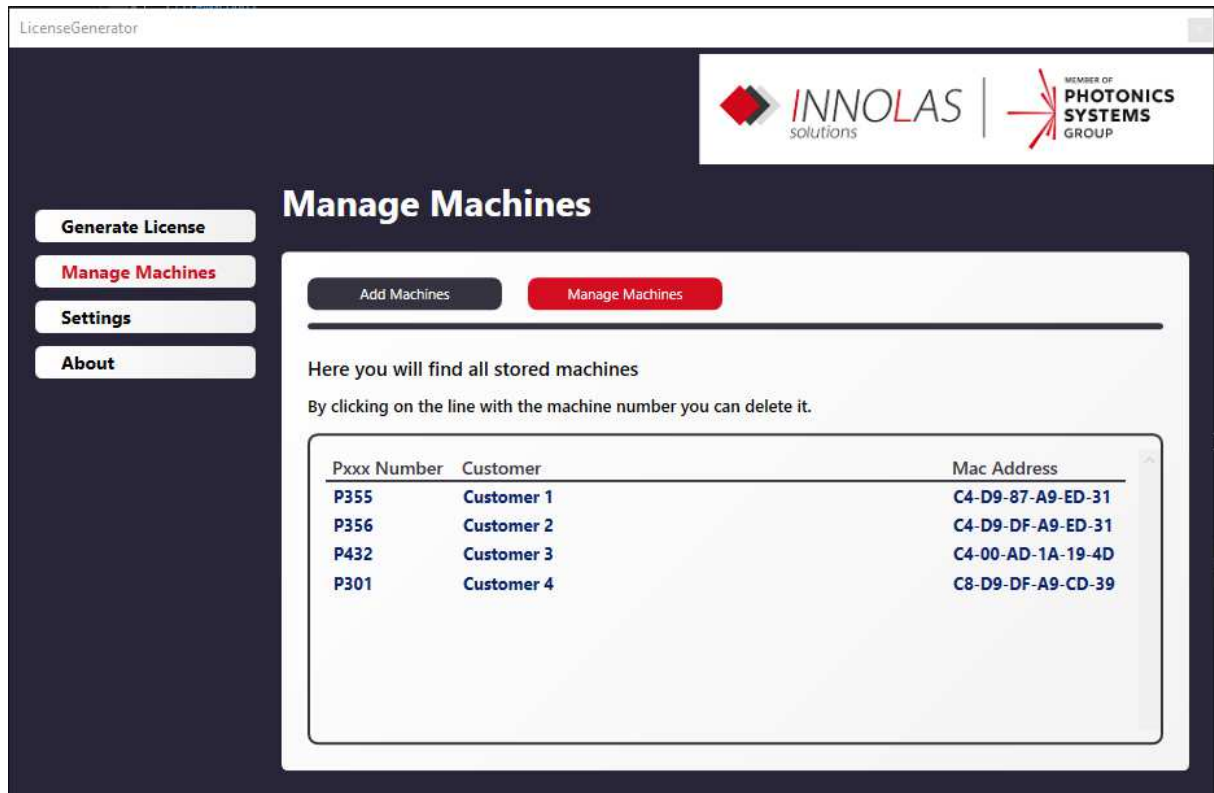 LicenseGenerator
INNOLAS
solutions
MEMBER OF
PHOTONICS
SYSTEMS
GROUP
Manage Machines
Generate License
Manage Machines
Settings
About
Add Machines Manage Machines
Here you will find all stored machines
By clicking on the line with the machine number you can delete it.
Pxxx Number Customer Mac Address
P355 Customer 1 C4-D9-87-A9-ED-31
P356 Customer 2 C4-D9-DF-A9-ED-31
P432 Customer 3 C4-00-AD-1A-19-4D
P301 Customer 4 C8-D9-DF-A9-CD-39